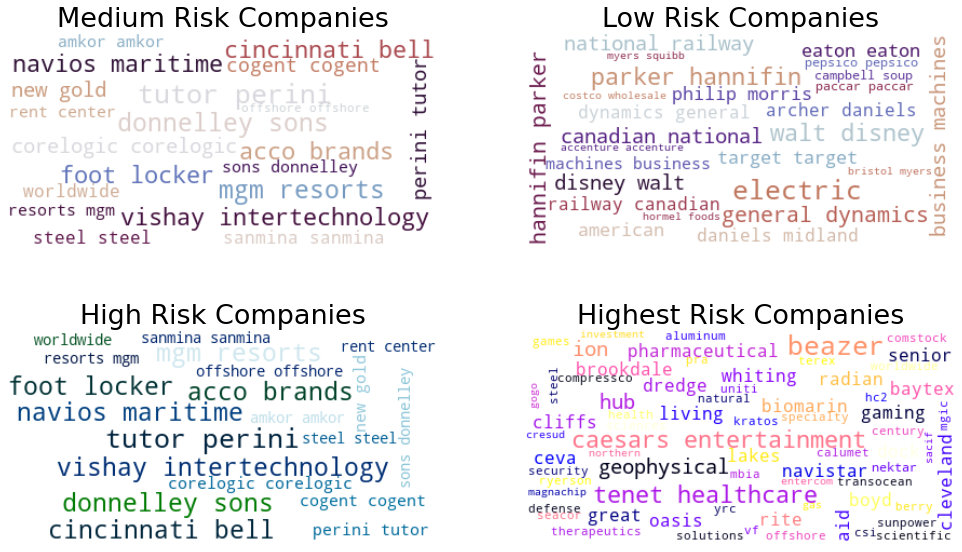 Medium Risk Companies
amkor amkor
cincinnati bell
navios maritime
cogent cogent
new gold
tutor perini
offshore offshore
rent center
donnelley sons
perini tutor
corelogic corelogic
acco brands
foot locker
sons donnelley
worldwide
mgm resorts
resorts mgm
vishay intertechnology
steel steel
sanmina sanmina
Low Risk Companies
national railway
eaton eaton
myers squibb
pepsico pepsico
parker hannifin
campbell soup
paccar paccar
costco wholesale
philip morris
dynamics general
archer daniels
business machines
hannifin parker
canadian national
walt disney
accenture accenture
machines business
target target
bristol myers
disney walt
electric
railway canadian
hormel foods
general dynamics
american
daniels midland
High Risk Companies
worldwide
sanmina sanmina
rent center
resorts mgm
mgm resorts
offshore offshore
foot locker
acco brands
new gold
sons donnelley
navios maritime
amkor amkor
tutor perini
steel steel
vishay intertechnology
corelogic corelogic
donnelley sons
cogent cogent
cincinnati bell
perini tutor
Highest Risk Companies
investment
aluminum
games
ion
pharmaceutical
beazer
comstock
senior
pra
terex
worldwide
brookdale
compressco
steel
gogo
dredge
whiting
uniti
radian
baytex
natural
hc2
hub
health
living
biomarin
gaming
specialty
kratos
mgic
cliffs
cresud
caesars entertainment
century
sacif
northern
lakes
calumet
ceva
geophysical
mbia
navistar
nektar
security
ryerson
entercom
transocean
cleveland
magnachip
tenet healthcare
boyd
berry
defense
seacor
great
oasis
yrc
gas
rite
aid
sunpower
therapeutics
solutions
vf
offshore
csi
scientific